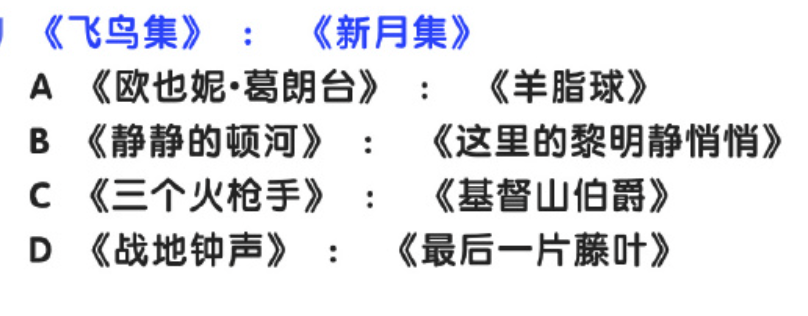 《飞鸟集》 : 《新月集》
A 《欧也妮·葛朗台》 : 《羊脂球》
B 《静静的顿河》 : 《这里的黎明静悄悄》
C 《三个火枪手》 : 《基督山伯爵》
D 《战地钟声》 : 《最后一片藤叶》